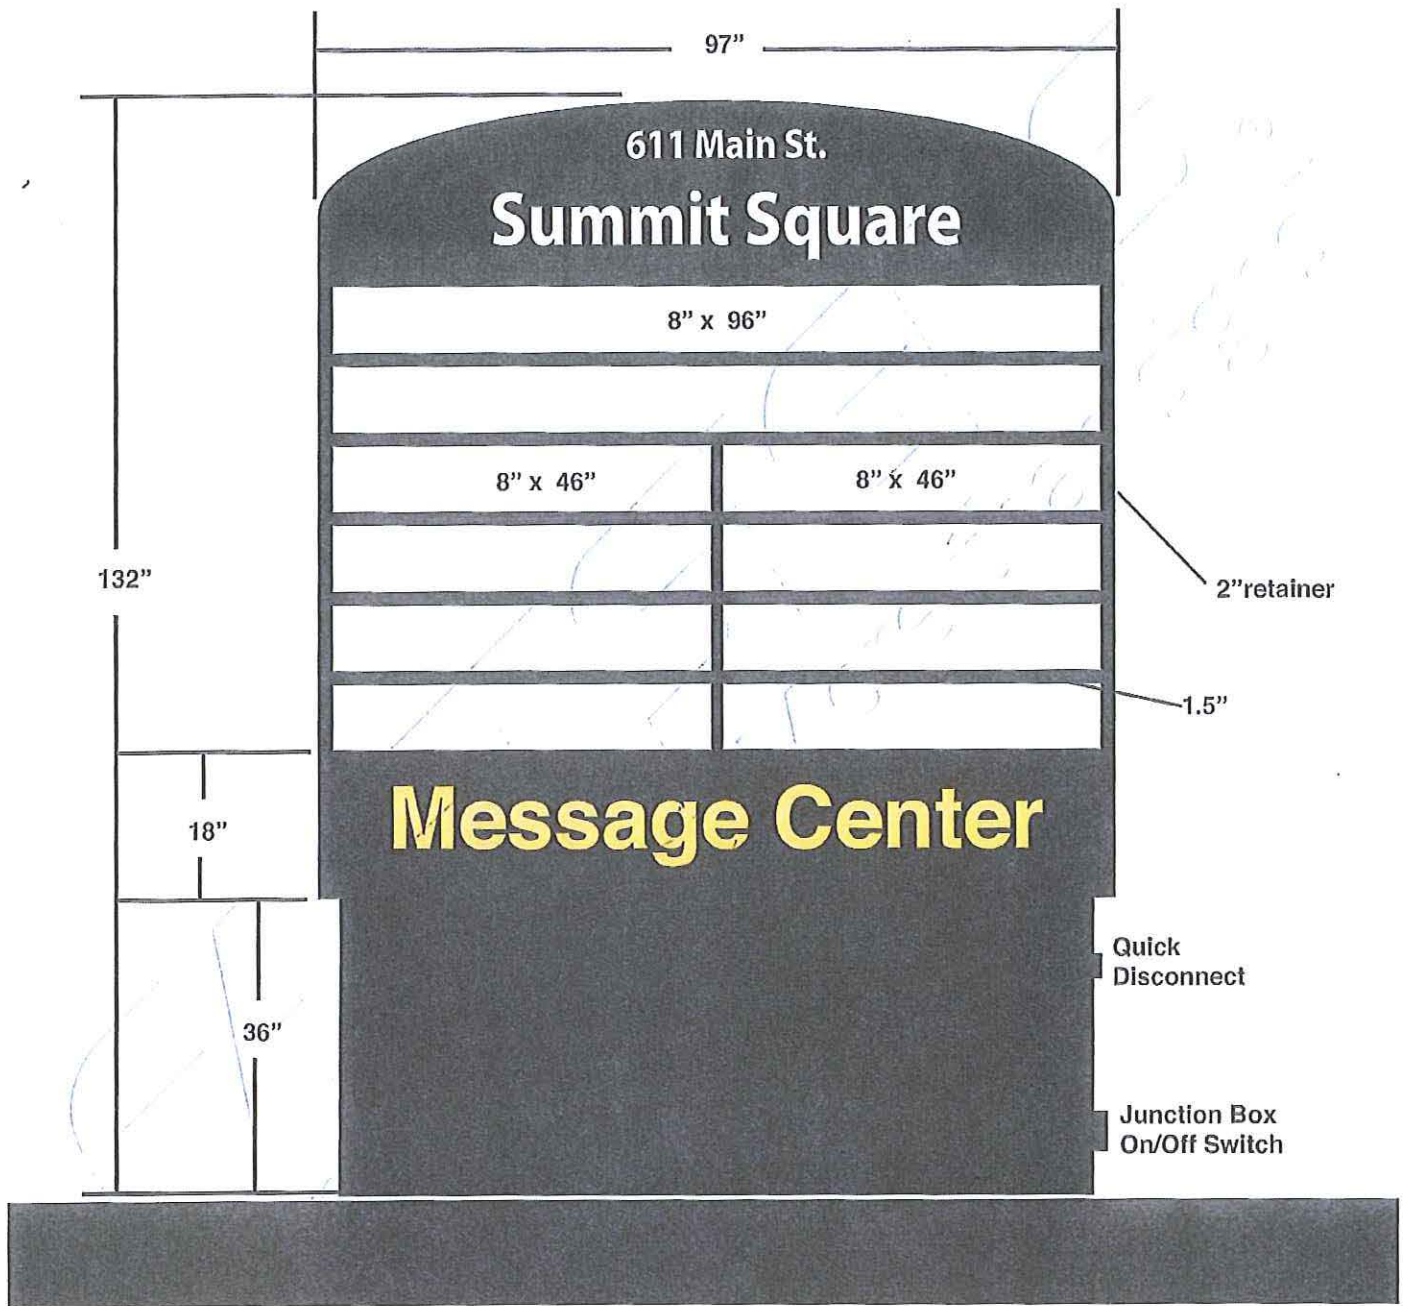 97”
611 Main St.
Summit Square
8” x 96”
8” x 46”
8” x 46”
132”
2”retainer
1.5”
Message Center
18”
Quick
Disconnect
36”
Junction Box
On/Off Switch